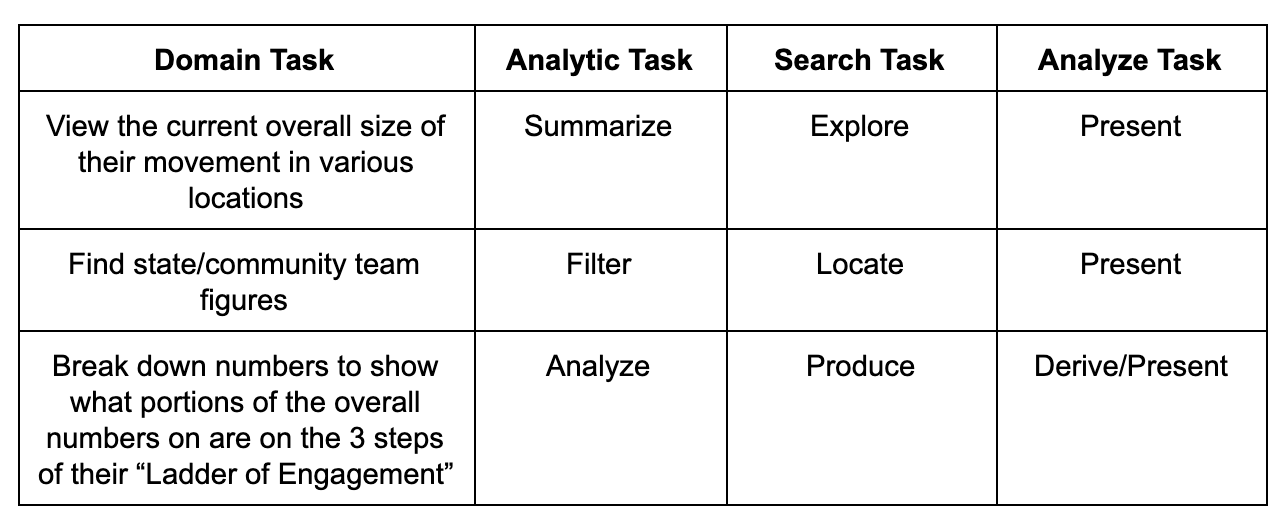 Domain Task
Analytic Task
Search Task
Analyze Task
View the current overall size of
their movement in various
locations
Summarize
Explore
Present
Find state/community team
figures
Filter
Locate
Present
Break down numbers to show
what portions of the overall
numbers on are on the 3 steps
of their “Ladder of Engagement”
Analyze
Produce
Derive/Present